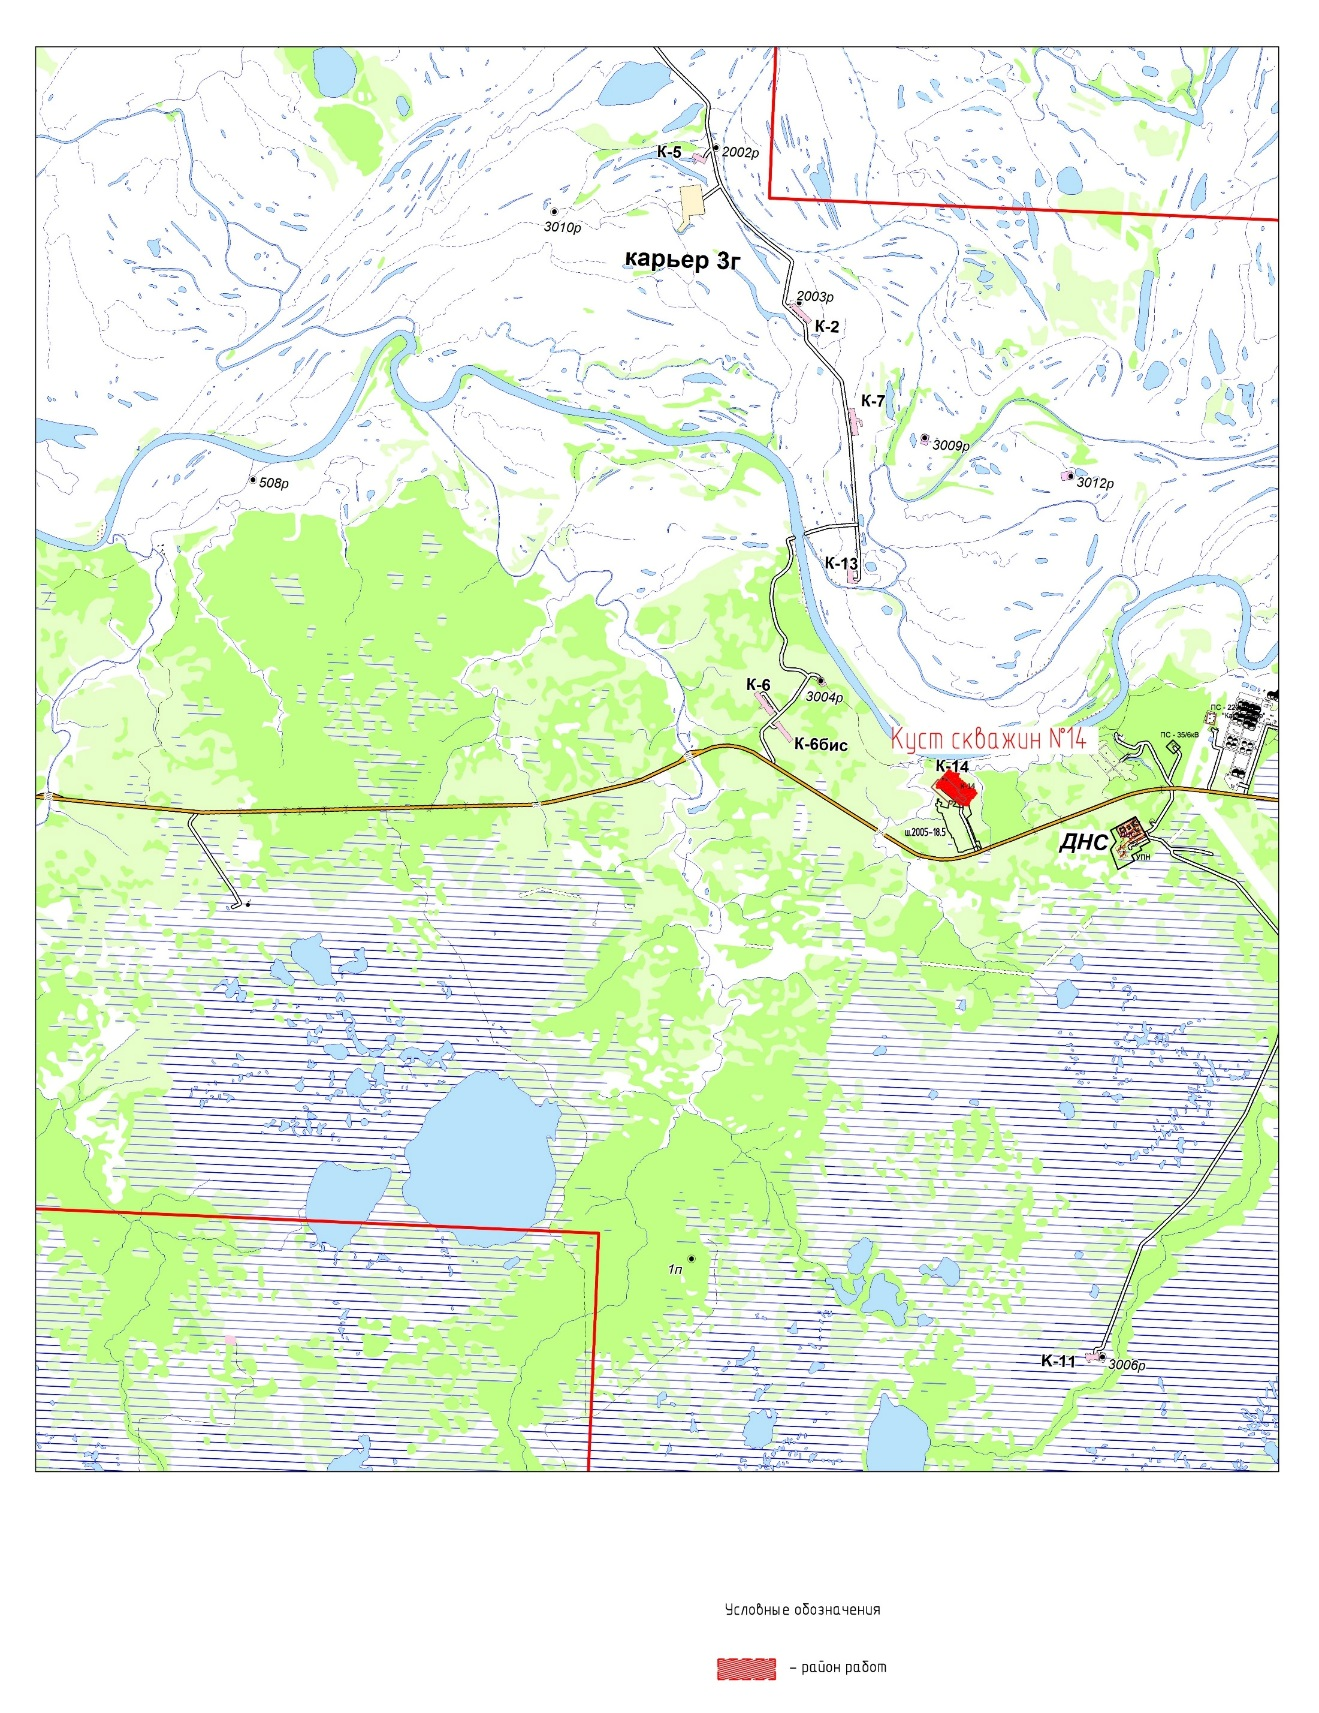 К-5
2002р
3010р
карьер 3г
2003р
К-2
К-7
3009р
3012р
508р
К-13
К-6
3004р
К-6бис
ПС - 35/6кВ
Куст скважин №14
К-14
ш.2005-18.5
ДНС
УПН
1п
К-11
3006р
Условные обозначения
- район работ